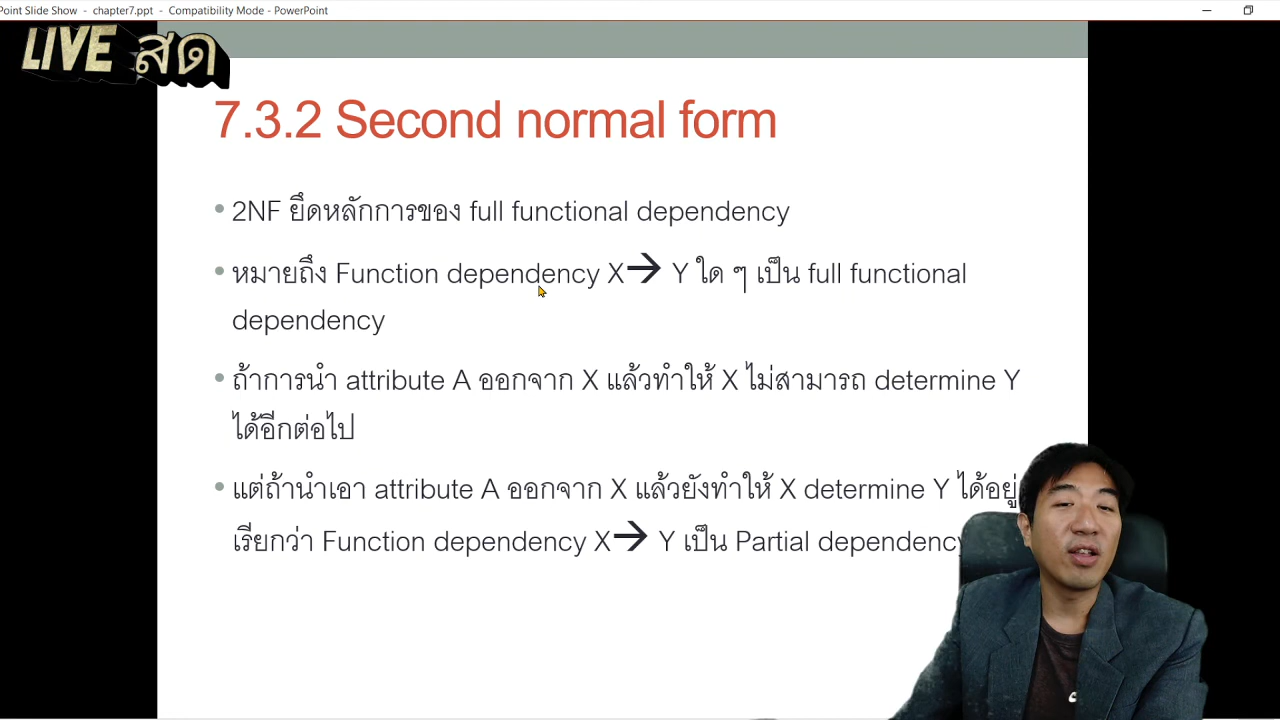 Point Slide Show - chapter7.ppt - Compatibility Mode - PowerPoint
LIVE สด
7.3.2 Second normal form
• 2NF ยึดหลักการของ full functional dependency
• หมายถึง Function dependency X→ Y ใด ๆ เป็น full functional
dependency
• ถ้าการนำ attribute A ออกจาก X แล้วทำให้ X ไม่สามารถ determine Y
ได้อีกต่อไป
• แต่ถ้านำเอา attribute A ออกจาก X แล้วยังทำให้ X determine Y ได้อยู่
เรียกว่า Function dependency X→ Y เป็น Partial dependency